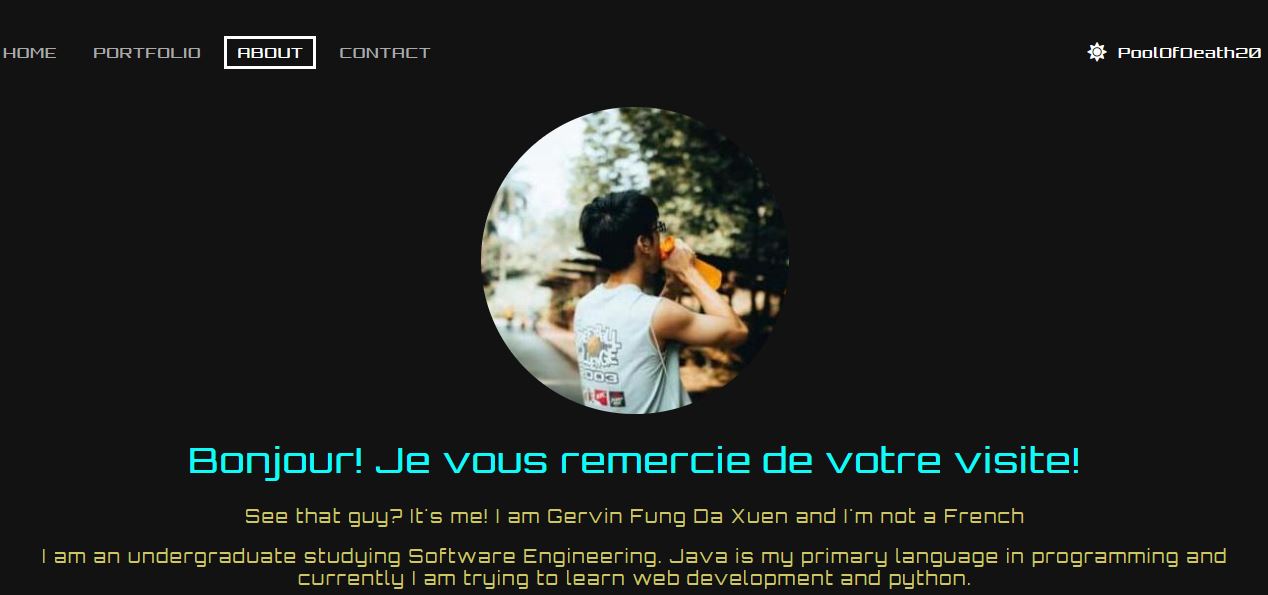 HOME PORTFOLIO ABOUT CONTACT PoolOfDeath20
003
Bonjour! Je vous remercie de votre visite!
See that guy? It's me! I am Gervin Fung Da Xuen and I'm not a French
I am an undergraduate studying Software Engineering. Java is my primary language in programming and
currently I am trying to learn web development and python.